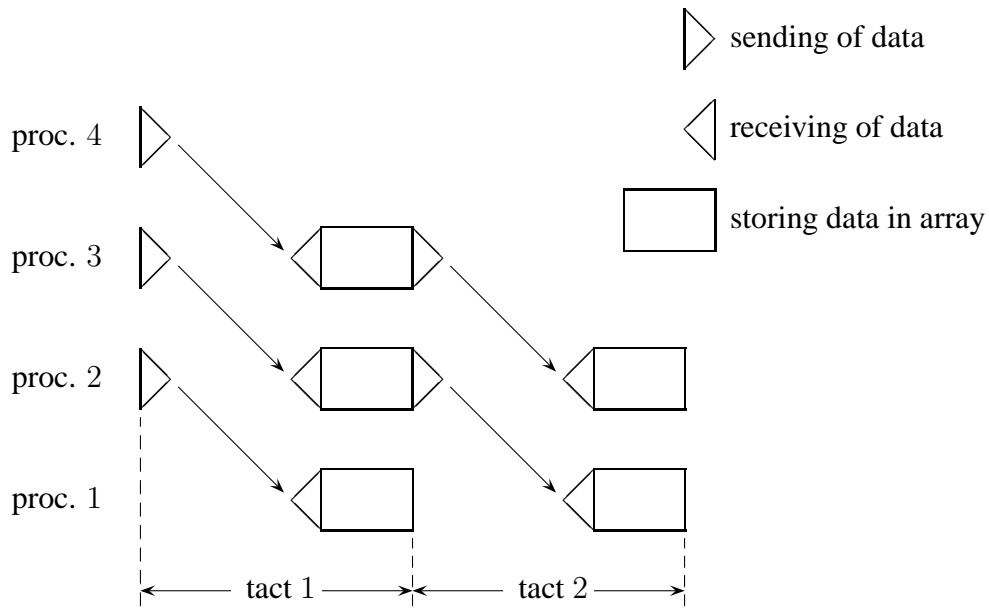 sending of data
proc. 4
receiving of data
storing data in array
proc. 3
proc. 2
proc. 1
tact 1
tact 2